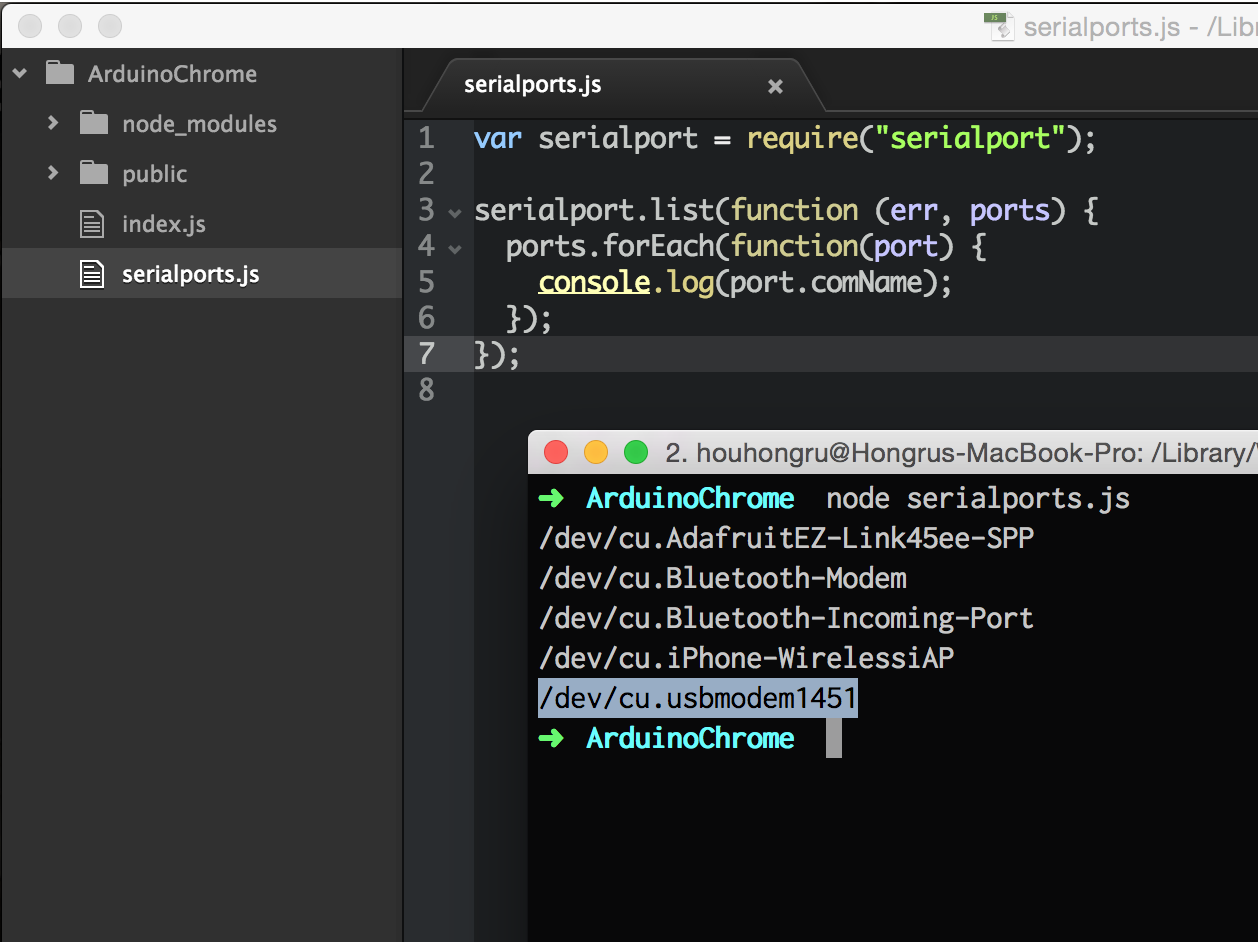 serialports.js - /Lib
ArduinoChrome
node_modules
public
index.js
serialports.js
serialports.js ×
1 var serialport = require("serialport");
2
3 serialport.list(function (err, ports) {
4   ports.forEach(function(port) {
5     console.log(port.comName);
6   });
7 });
8
2. houhongru@Hongrus-MacBook-Pro: /Library/
➜ ArduinoChrome node serialports.js
/dev/cu.AdafruitEZ-Link45ee-SPP
/dev/cu.Bluetooth-Modem
/dev/cu.Bluetooth-Incoming-Port
/dev/cu.iPhone-WirelessiAP
/dev/cu.usbmodem1451
➜ ArduinoChrome